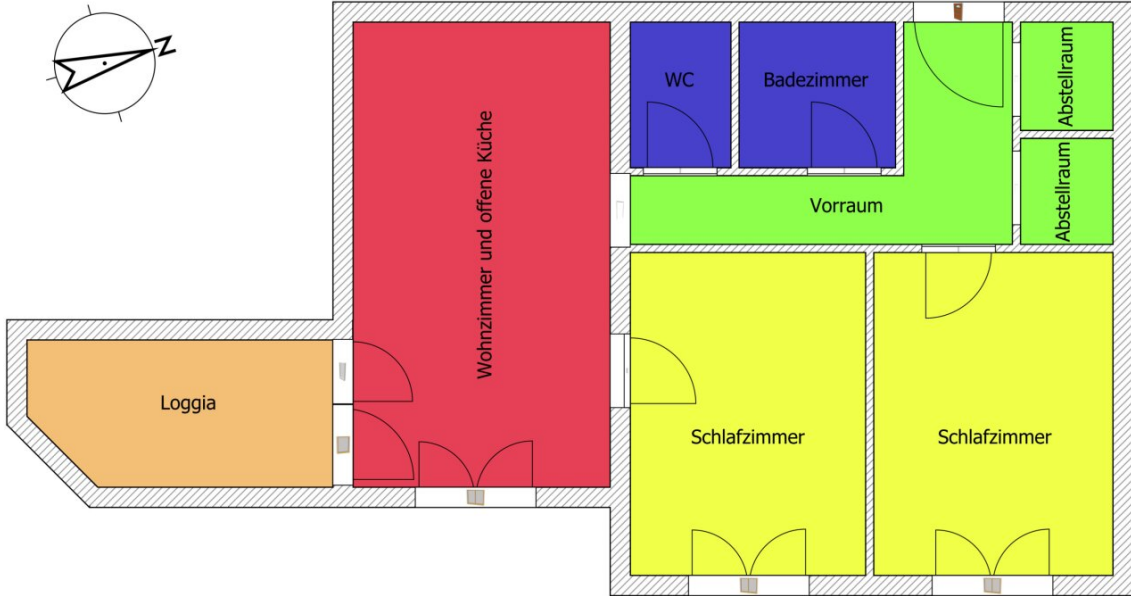 N
WC
Badezimmer
Abstellraum
Wohnzimmer und offene Küche
Vorraum
Abstellraum
Loggia
Schlafzimmer
Schlafzimmer